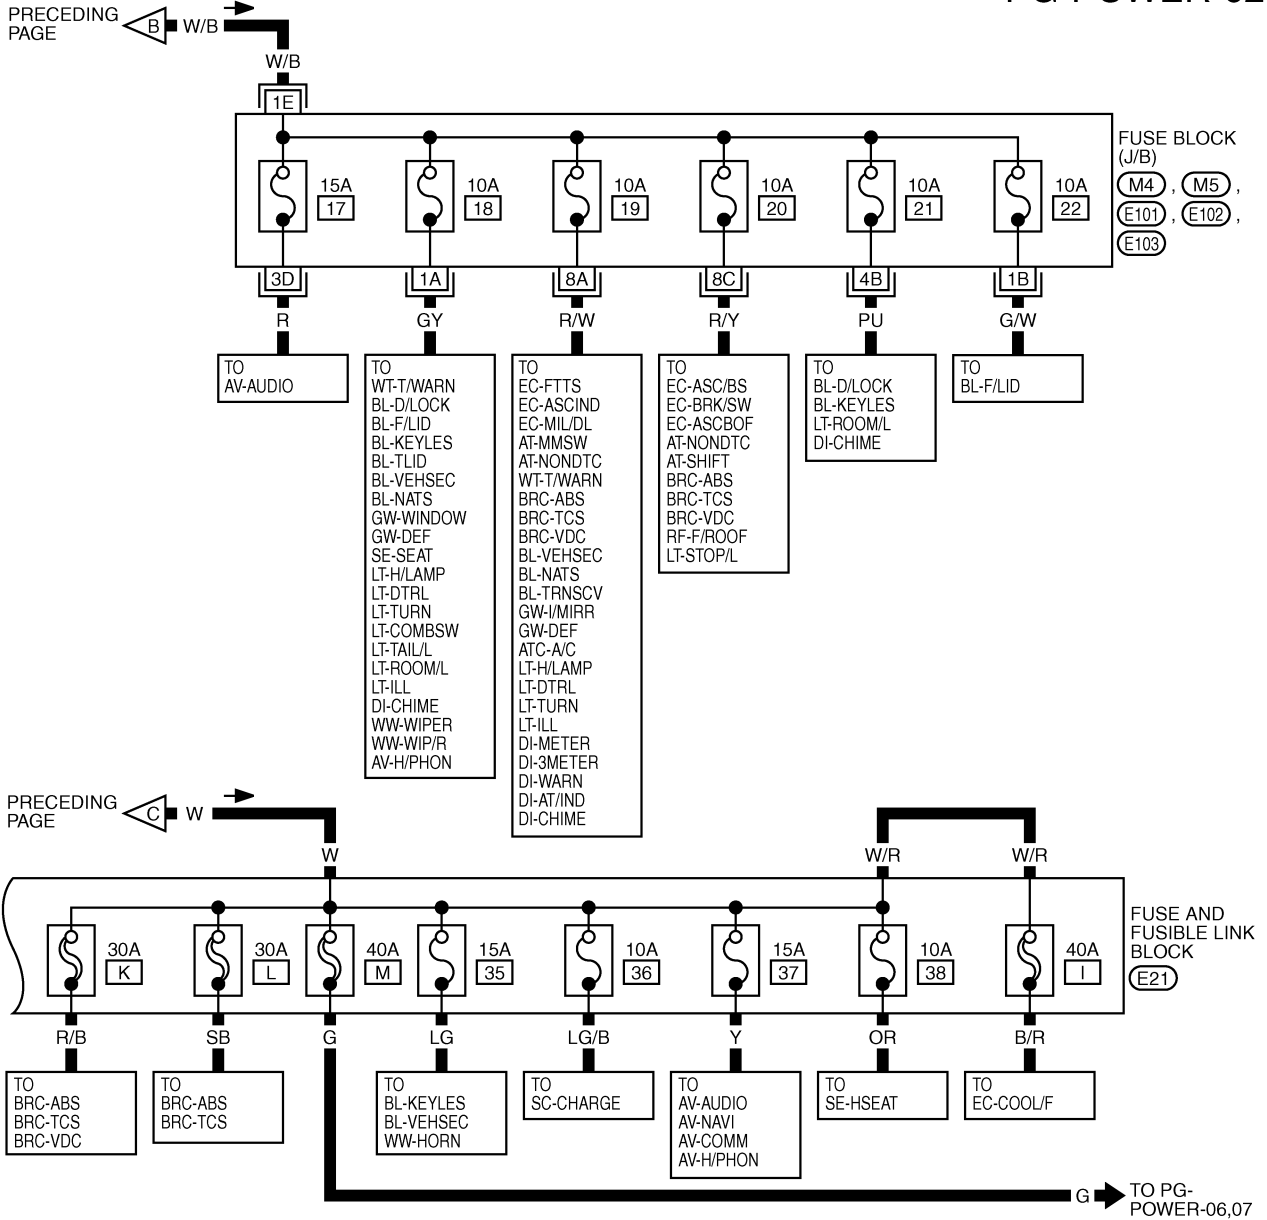 PRECEDING
PAGE
B
W/B
W/B
1E
FUSE BLOCK
(J/B)
M4 , M5 ,
E101 , E102 ,
E103
15A
17
10A
18
10A
19
10A
20
10A
21
10A
22
3D
1A
8A
8C
4B
1B
R
GY
R/W
R/Y
PU
G/W
TO
AV-AUDIO
TO
WT-T/WARN
BL-D/LOCK
BL-F/LID
BL-KEYLES
BL-TLID
BL-VEHSEC
BL-NATS
GW-WINDOW
GW-DEF
SE-SEAT
LT-H/LAMP
LT-DTRL
LT-TURN
LT-COMBSW
LT-TAIL/L
LT-ROOM/L
LT-ILL
DI-CHIME
WW-WIPER
WW-WIP/R
AV-H/PHON
TO
EC-FTTS
EC-ASCIND
EC-MIL/DL
AT-MMSW
AT-NONDTC
WT-T/WARN
BRC-ABS
BRC-TCS
BRC-VDC
BL-VEHSEC
BL-NATS
BL-TRNSCV
GW-I/MIRR
GW-DEF
ATC-A/C
LT-H/LAMP
LT-DTRL
LT-TURN
LT-ILL
DI-METER
DI-3METER
DI-WARN
DI-AT/IND
DI-CHIME
TO
EC-ASC/BS
EC-BRK/SW
EC-ASCBOF
AT-NONDTC
AT-SHIFT
BRC-ABS
BRC-TCS
BRC-VDC
RF-F/ROOF
LT-STOP/L
TO
BL-D/LOCK
BL-KEYLES
LT-ROOM/L
DI-CHIME
TO
BL-F/LID
PRECEDING
PAGE
C
W
W
W/R
W/R
FUSE AND
FUSIBLE LINK
BLOCK
E21
30A
K
30A
L
40A
M
15A
35
10A
36
15A
37
10A
38
40A
I
R/B
SB
G
LG
LG/B
Y
OR
B/R
TO
BRC-ABS
BRC-TCS
BRC-VDC
TO
BRC-ABS
BRC-TCS
TO
BL-KEYLES
BL-VEHSEC
WW-HORN
TO
SC-CHARGE
TO
AV-AUDIO
AV-NAVI
AV-COMM
AV-H/PHON
TO
SE-HSEAT
TO
EC-COOL/F
G
TO PG-
POWER-06,07